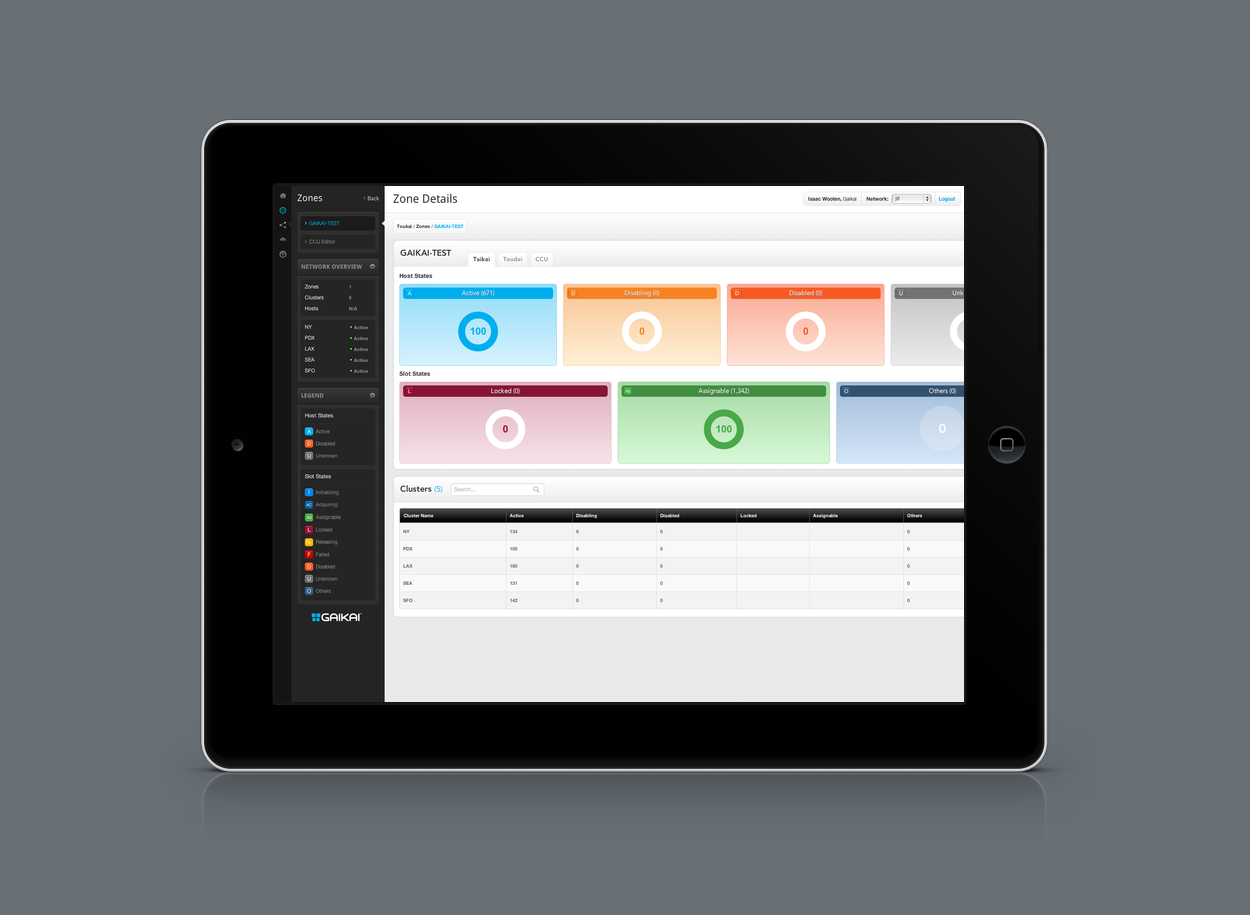 Zones
‹ Back
GAIKAI-TEST
CCU Editor
NETWORK OVERVIEW
Zones 1
Clusters 5
Hosts N/A
NY Active
PDX Active
LAX Active
SEA Active
SFO Active
LEGEND
Host States
A Active
D Disabled
U Unknown
Slot States
I Initializing
AC Acquiring
AS Assignable
L Locked
Releasing
F Failed
D Disabled
U Unknown
O Others
GAIKAI
Zone Details
Isaac Wooten, Gaikai Network: Logout
Toukai / Zones / GAIKAI-TEST
GAIKAI-TEST Taikai Toudai CCU
Host States
A Active (671) D Disabling (0) D Disabled (0) U Unk
100 0 0
Slot States
L Locked (0) AS Assignable (1,342) O Others (0)
0 100 0
Clusters (5) Search...
Cluster Name Active Disabling Disabled Locked Assignable Others
NY 134 0 0 0
PDX 0 0 0
LAX 160 0 0 0
SEA 131 0 0 0
SFO 142 0 0 0